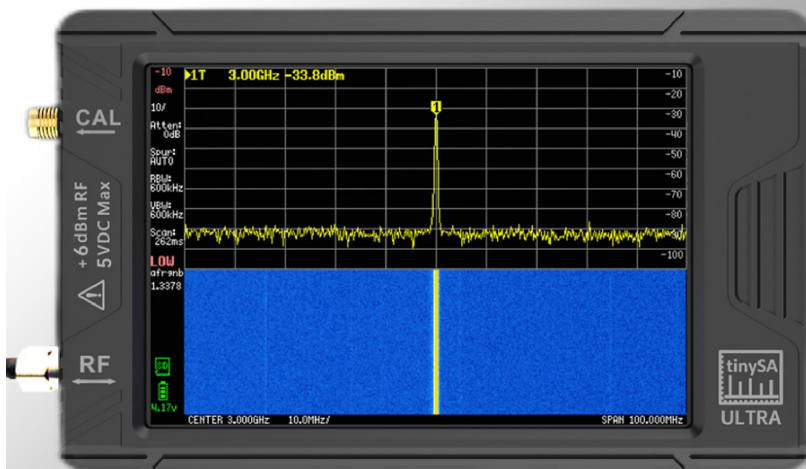 -10
▶1T 3.00GHz -33.8dBm
-10
dBm
-20
10/
1
-30
Atten:
0dB
-40
Spur:
AUTO
-50
RBW:
600kHz
-60
-70
VBW:
600kHz
-80
Scan:
262ms
-90
LOW
-100
afrgnb
1.3378
SD
4.17v
CENTER 3.000GHz 10.0MHz/ SPAN 100.000MHz
CAL
+6dBm RF
5VDC Max
RF
tinySA
ULTRA